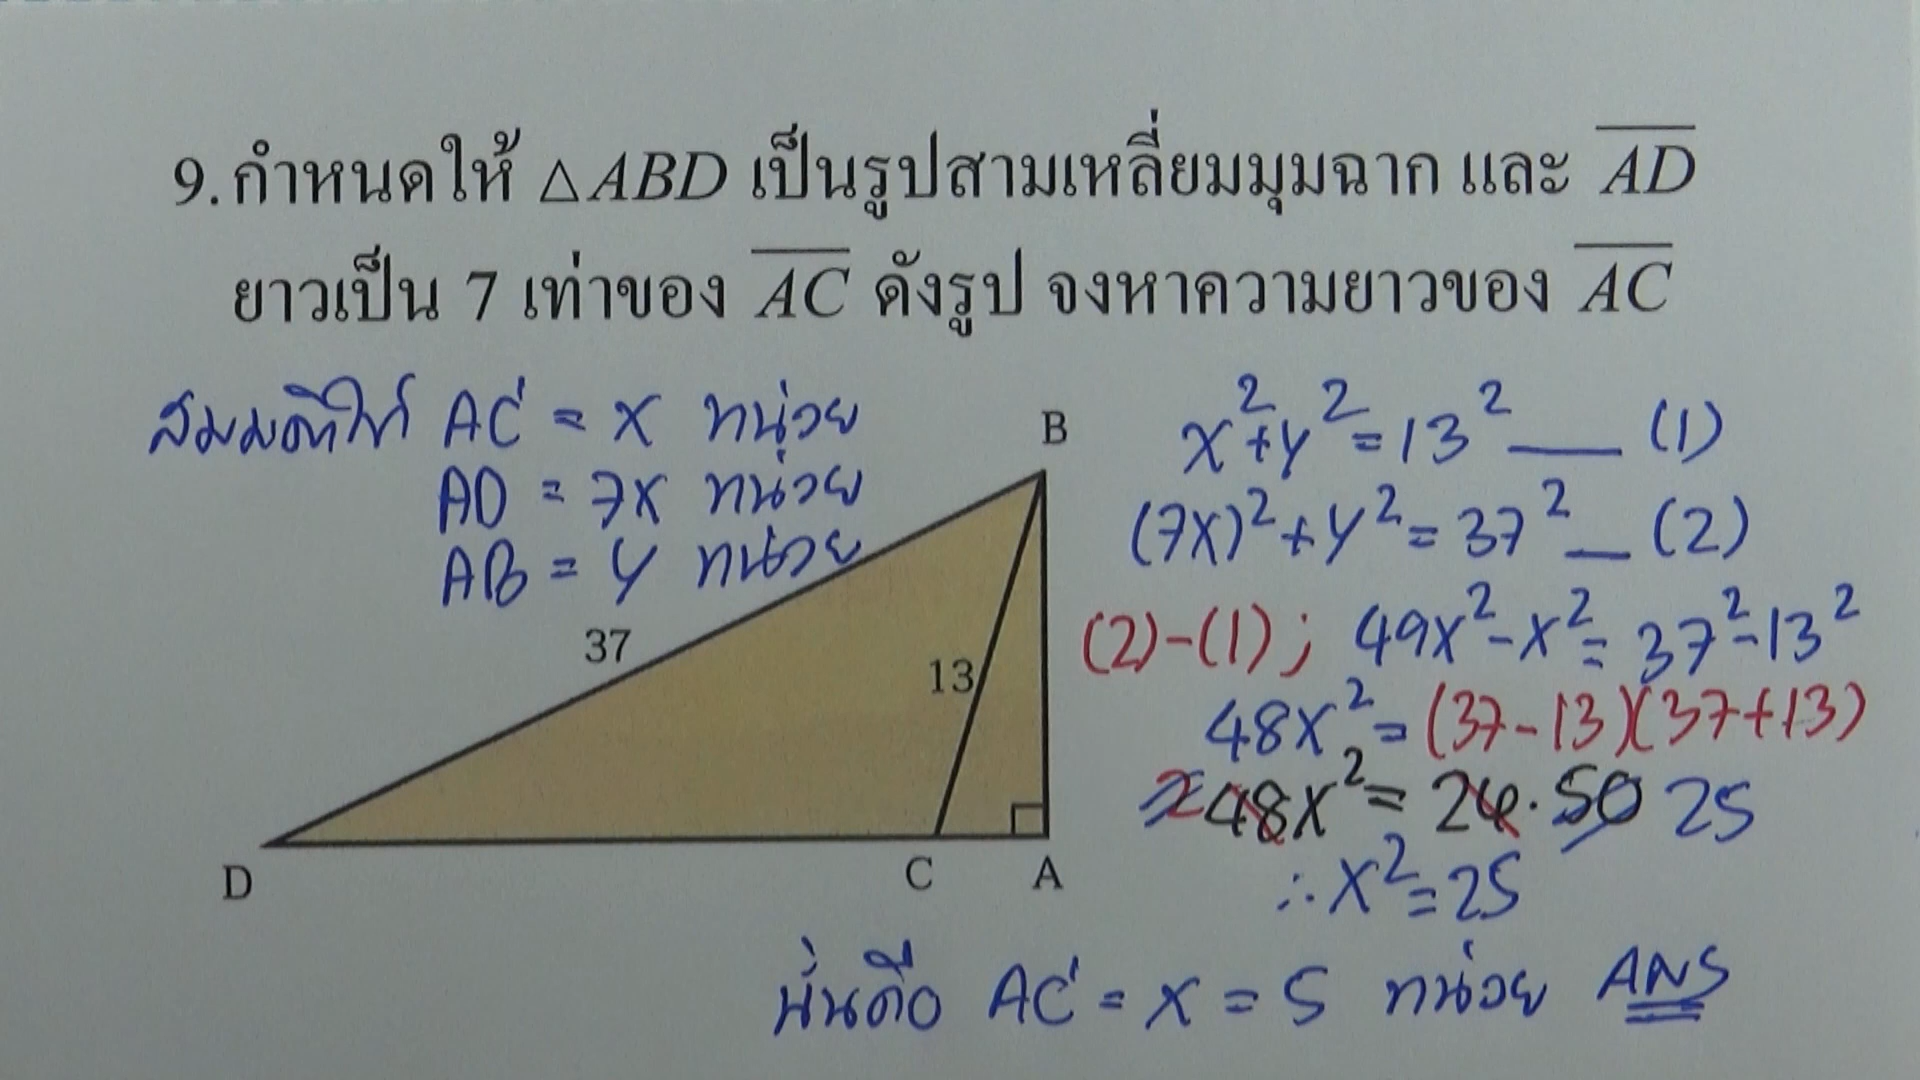 9. กำหนดให้ △ABD เป็นรูปสามเหลี่ยมมุมฉาก และ AD
ยาวเป็น 7 เท่าของ AC ดังรูป จงหาความยาวของ AC
สมมติให้ AC = x หน่วย
AD = 7x หน่วย
AB = y หน่วย
B
37
13
D
C
A
x²+y²=13² — (1)
(7x)²+y²=37² — (2)
(2)-(1); 49x²-x²=37²-13²
48x²=(37-13)(37+13)
2 48x²=24·50 25
∴x²=25
นั่นคือ AC = x = 5 หน่วย ANS